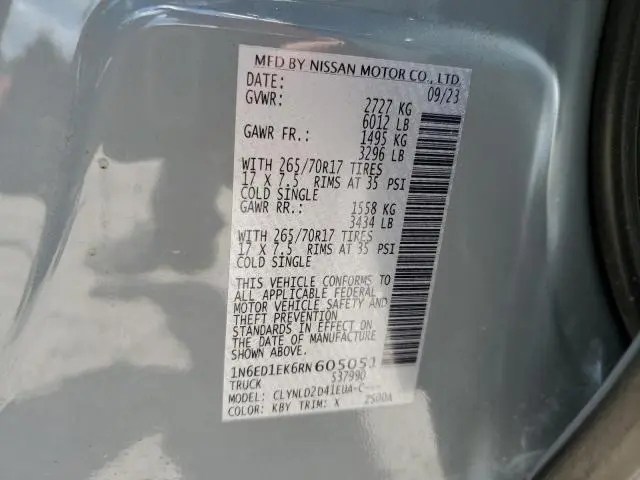 MFD BY NISSAN MOTOR CO., LTD.
DATE: 09/23
GVWR: 2727 KG
6012 LB
GAWR FR.: 1495 KG
3296 LB
WITH 265/70R17 TIRES
17 X 7.5 RIMS AT 35 PSI
COLD SINGLE
GAWR RR.: 1558 KG
3434 LB
WITH 265/70R17 TIRES
17 X 7.5 RIMS AT 35 PSI
COLD SINGLE
THIS VEHICLE CONFORMS TO
ALL APPLICABLE FEDERAL
MOTOR VEHICLE SAFETY AND
THEFT PREVENTION
STANDARDS IN EFFECT ON
THE DATE OF MANUFACTURE
SHOWN ABOVE.
1N6ED1EK6RN605051
TRUCK 537990
MODEL:
COLOR: KBY TRIM: X 2S00A